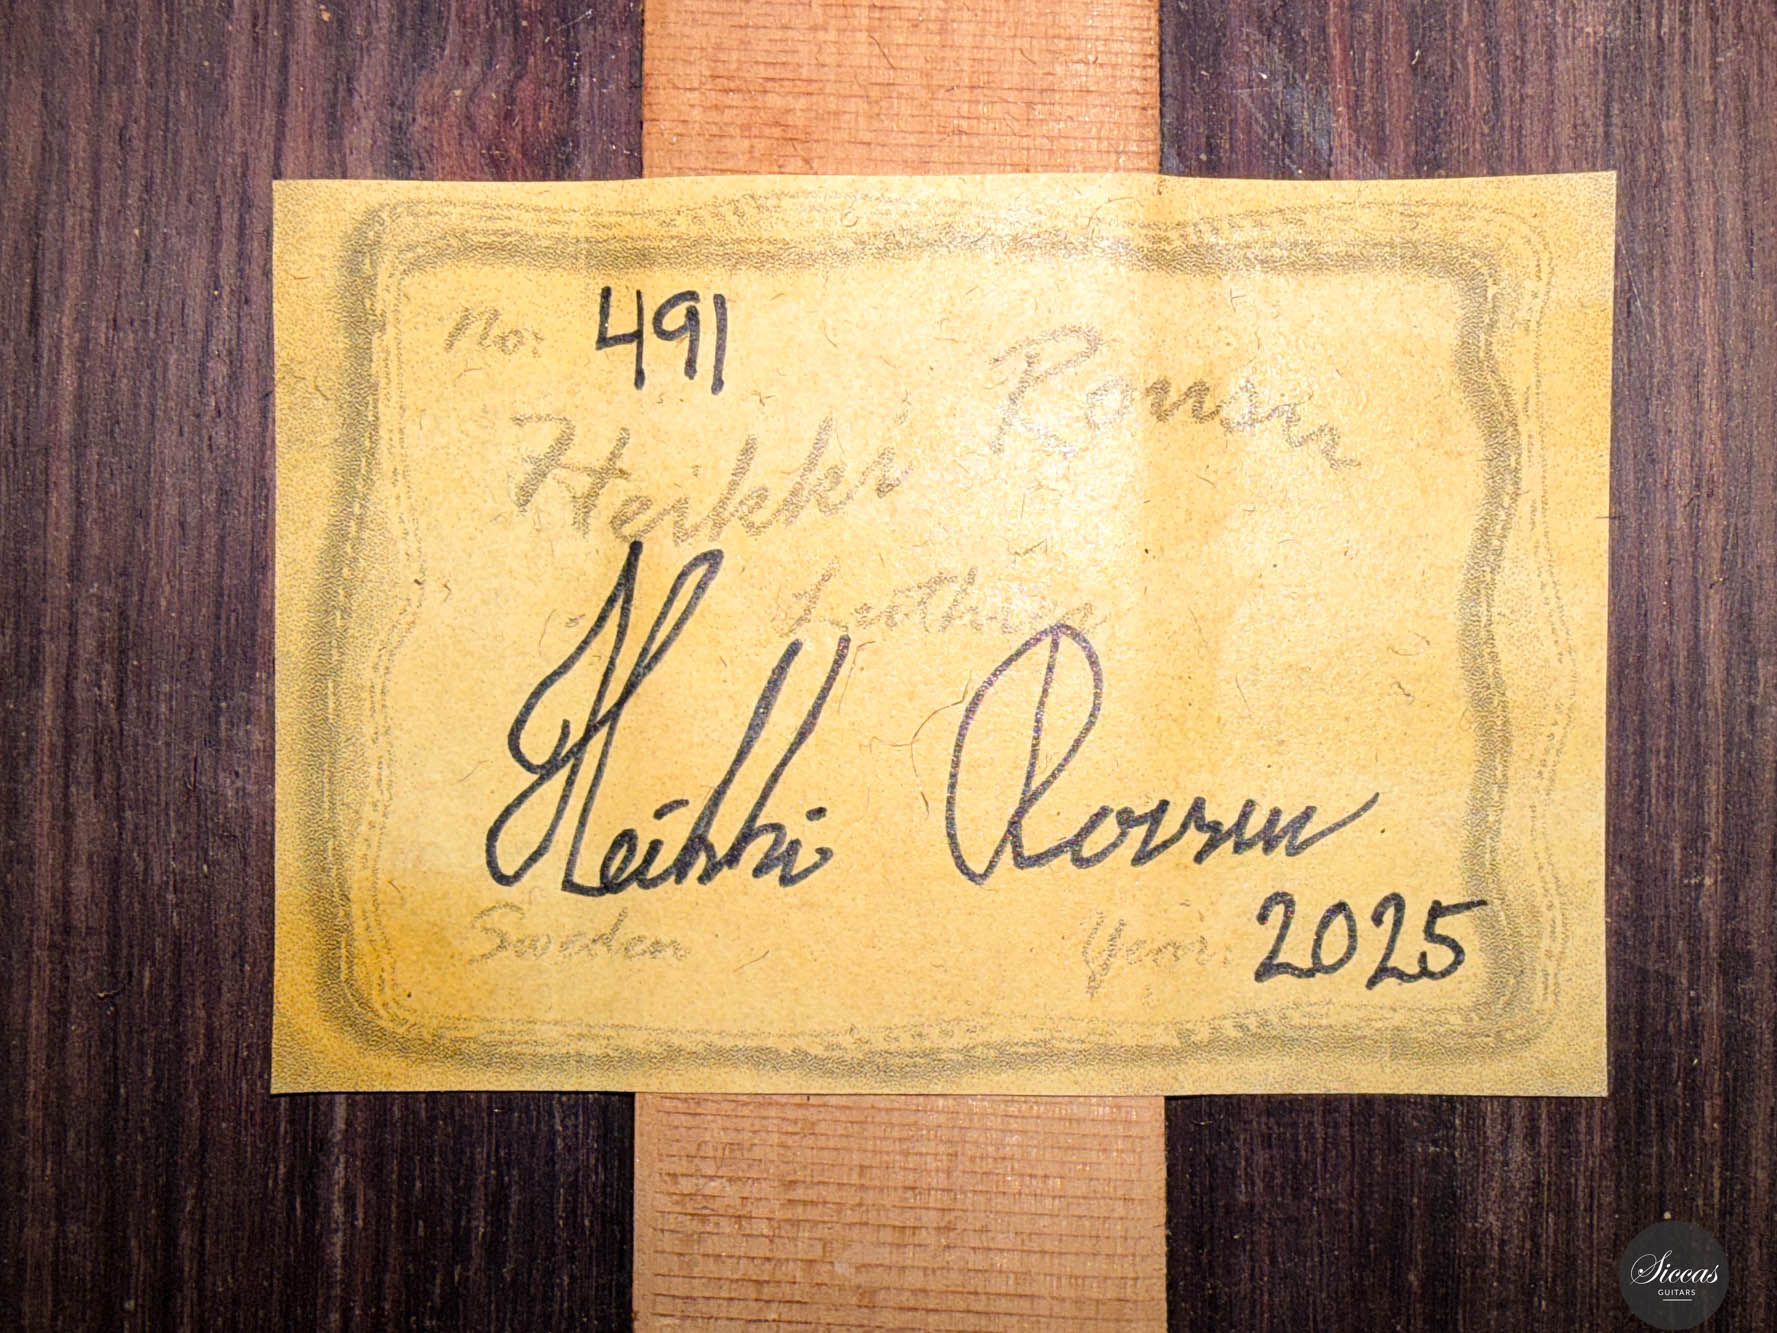 No: 491
Heikki Rousu
Luthier
Heikki Rousu
Sweden Year: 2025
Siccas
GUITARS